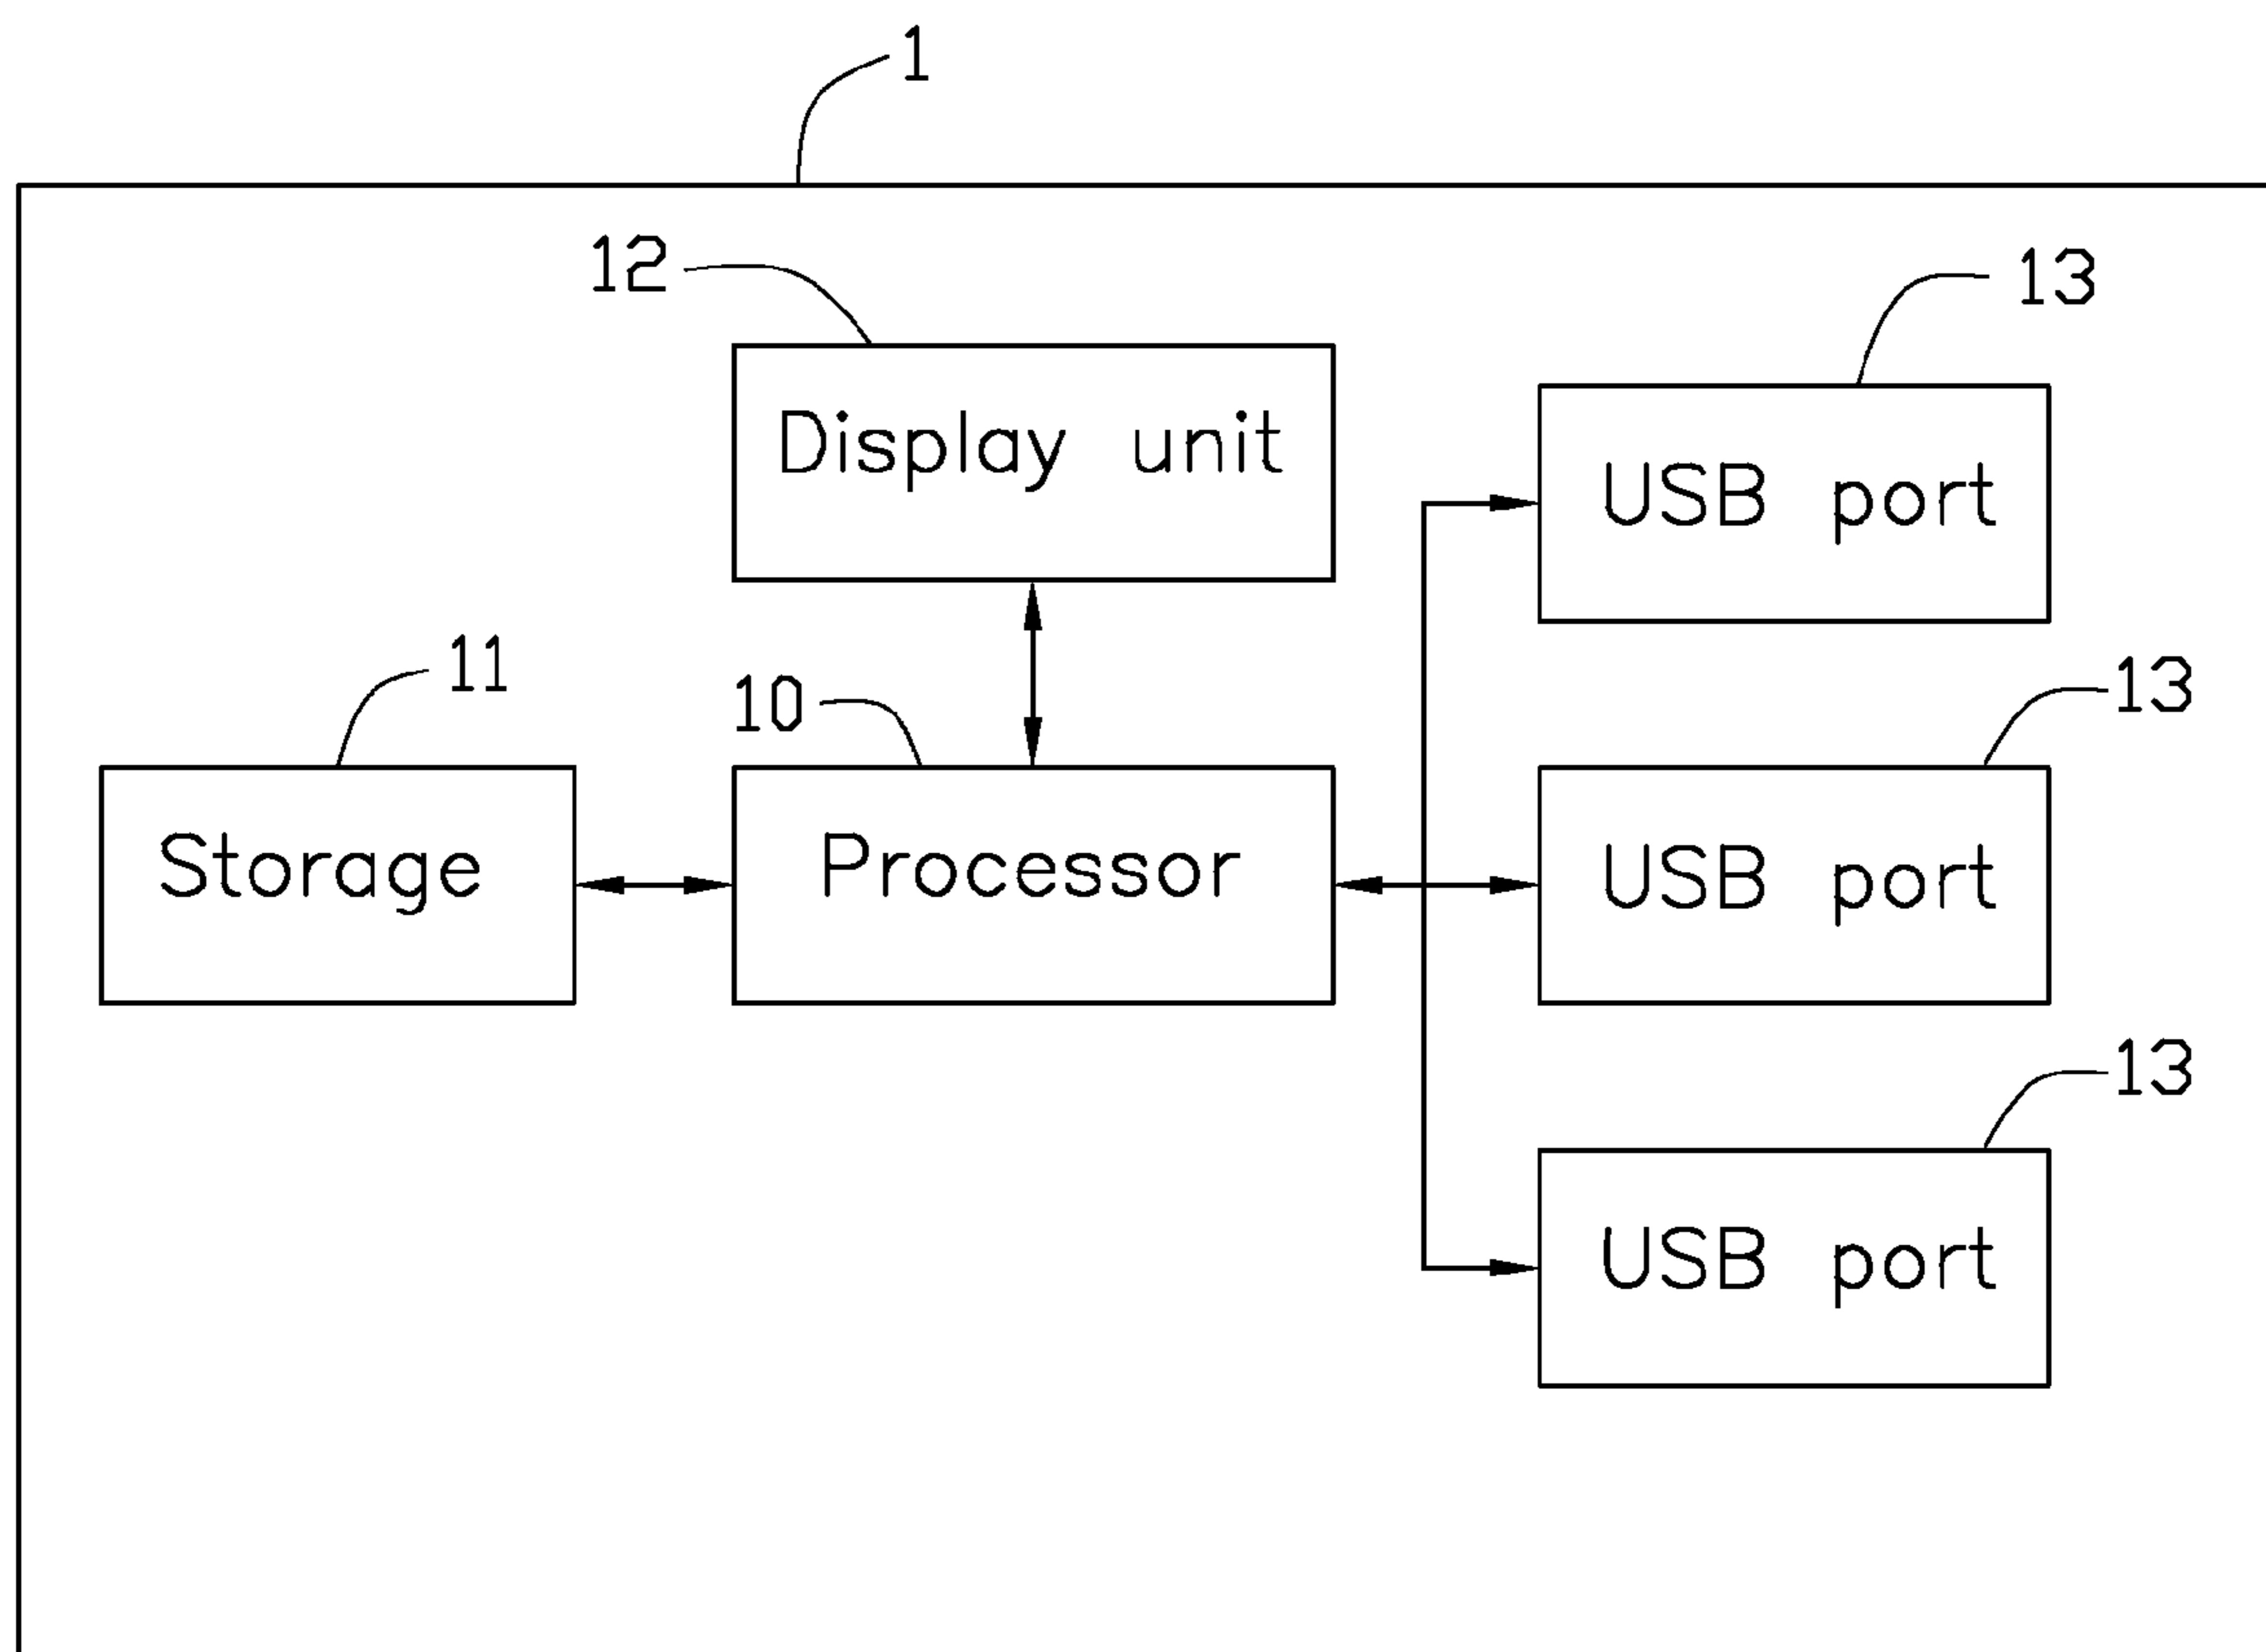 1
12
13
Display unit
USB port
11
10
13
Storage
Processor
USB port
13
USB port